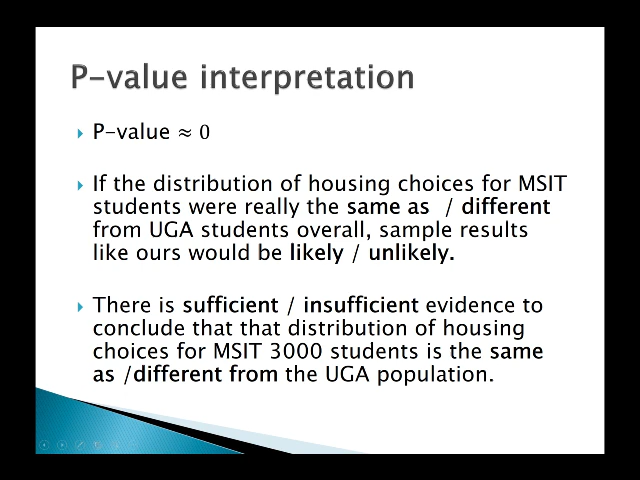 P-value interpretation
P-value ≈ 0
If the distribution of housing choices for MSIT
students were really the same as / different
from UGA students overall, sample results
like ours would be likely / unlikely.
There is sufficient / insufficient evidence to
conclude that that distribution of housing
choices for MSIT 3000 students is the same
as /different from the UGA population.